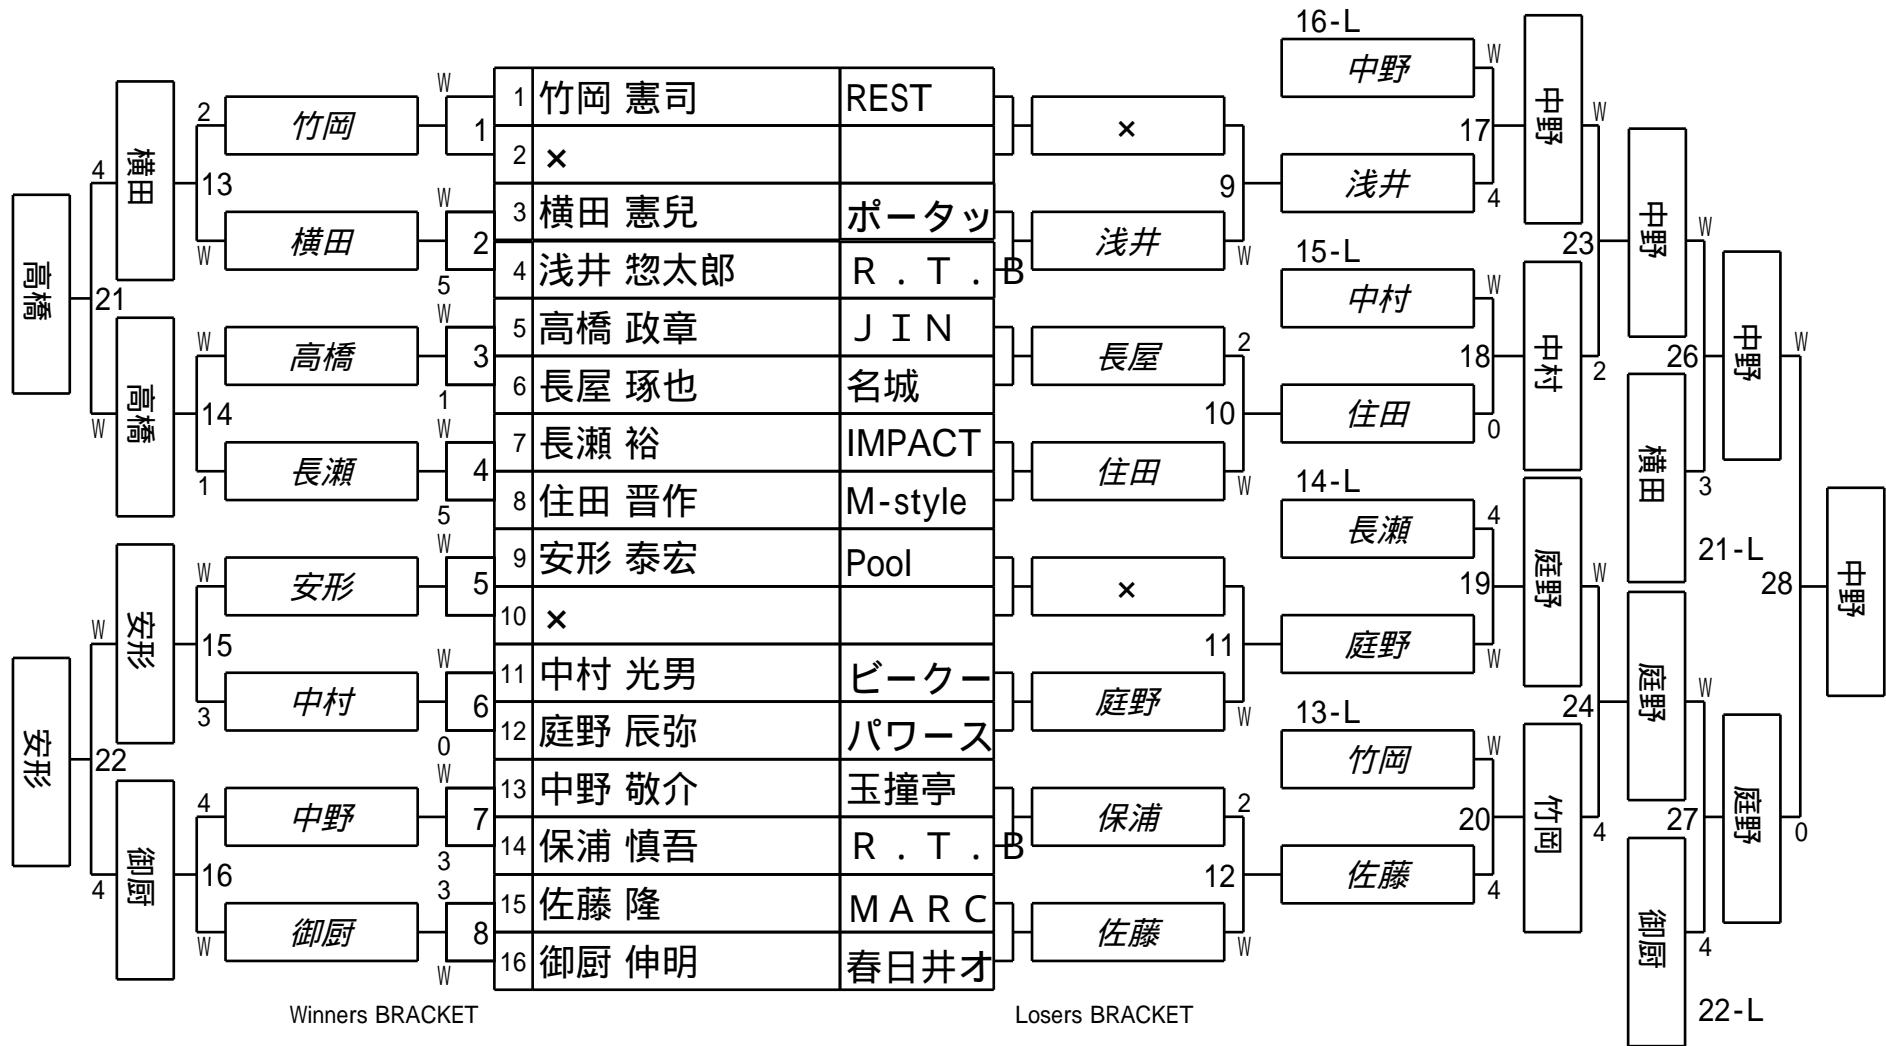 16-L
中野 W
17
浅井 4
中野 W
15-L
中村 W
18
住田 0
中村 2
23
14-L
長瀬 4
19
庭野 W
庭野 W
13-L
竹岡 W
20
佐藤 4
竹岡 4
24
中野 W
26
横田 3
21-L
庭野 W
27
御厨 4
22-L
中野 W
28
庭野 0
中野
1 竹岡 憲司 REST
2 ×
3 横田 憲兒 ポータッ
4 浅井 惣太郎 R.T.B
5 高橋 政章 JIN
6 長屋 琢也 名城
7 長瀬 裕 IMPACT
8 住田 晋作 M-style
9 安形 泰宏 Pool
10 ×
11 中村 光男 ビークー
12 庭野 辰弥 パワース
13 中野 敬介 玉撞亭
14 保浦 慎吾 R.T.B
15 佐藤 隆 MARC
16 御厨 伸明 春日井オ
W
1
W
2
5
W
3
1
W
4
5
W
5
W
6
0
W
7
3
3
8
W
2 竹岡
13
W 横田
W 高橋
14
1 長瀬
W 安形
15
3 中村
4 中野
16
W 御厨
4 横田
21
W 高橋
W 安形
22
4 御厨
高橋
安形
×
9
浅井 W
長屋 2
10
住田 W
×
11
庭野 W
保浦 2
12
佐藤 W
Winners BRACKET
Losers BRACKET